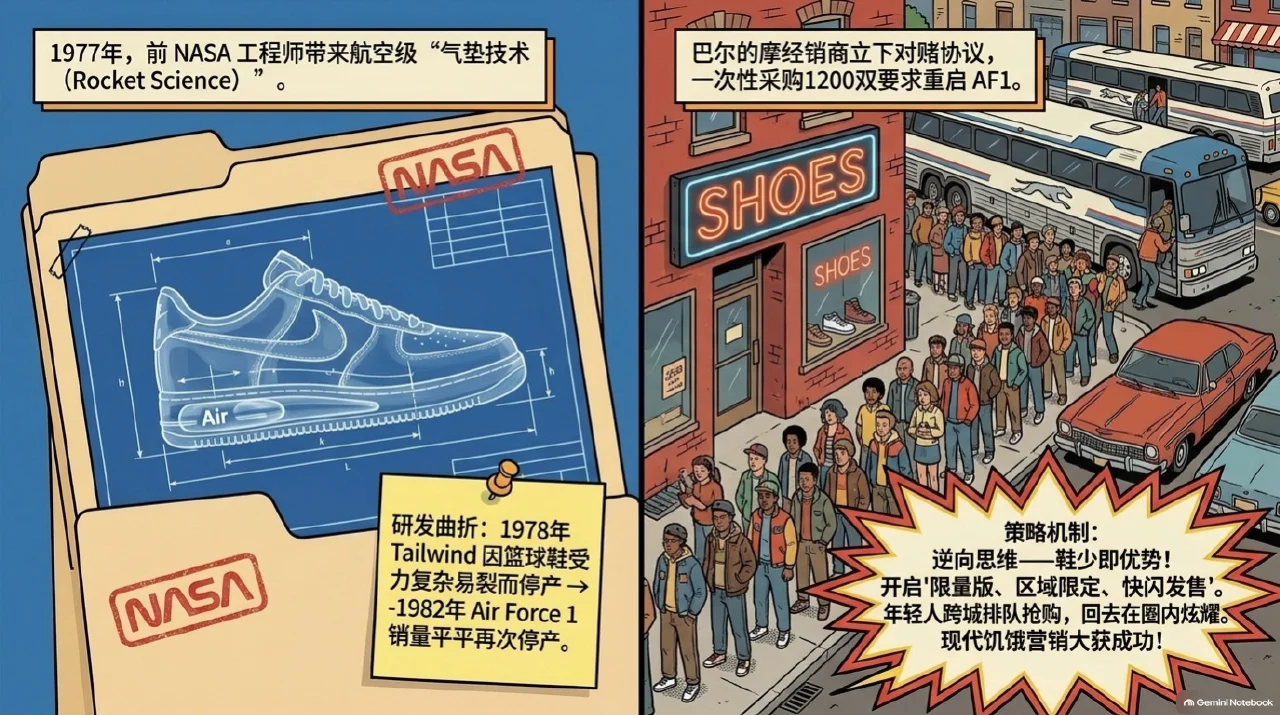 1977年，前 NASA 工程师带来航空级“气垫技术
（Rocket Science）”。
NASA
Air
研发曲折：1978年
Tailwind 因篮球鞋受
力复杂易裂而停产 →
-1982年 Air Force 1
销量平平再次停产。
NASA
巴尔的摩经销商立下对赌协议，
一次性采购1200双要求重启 AF1。
SHOES
SHOES
策略机制：
逆向思维——鞋少即优势！
开启'限量版、区域限定、快闪发售'。
年轻人跨城排队抢购，回去在圈内炫耀。
现代饥饿营销大获成功！
Gemini Notebook